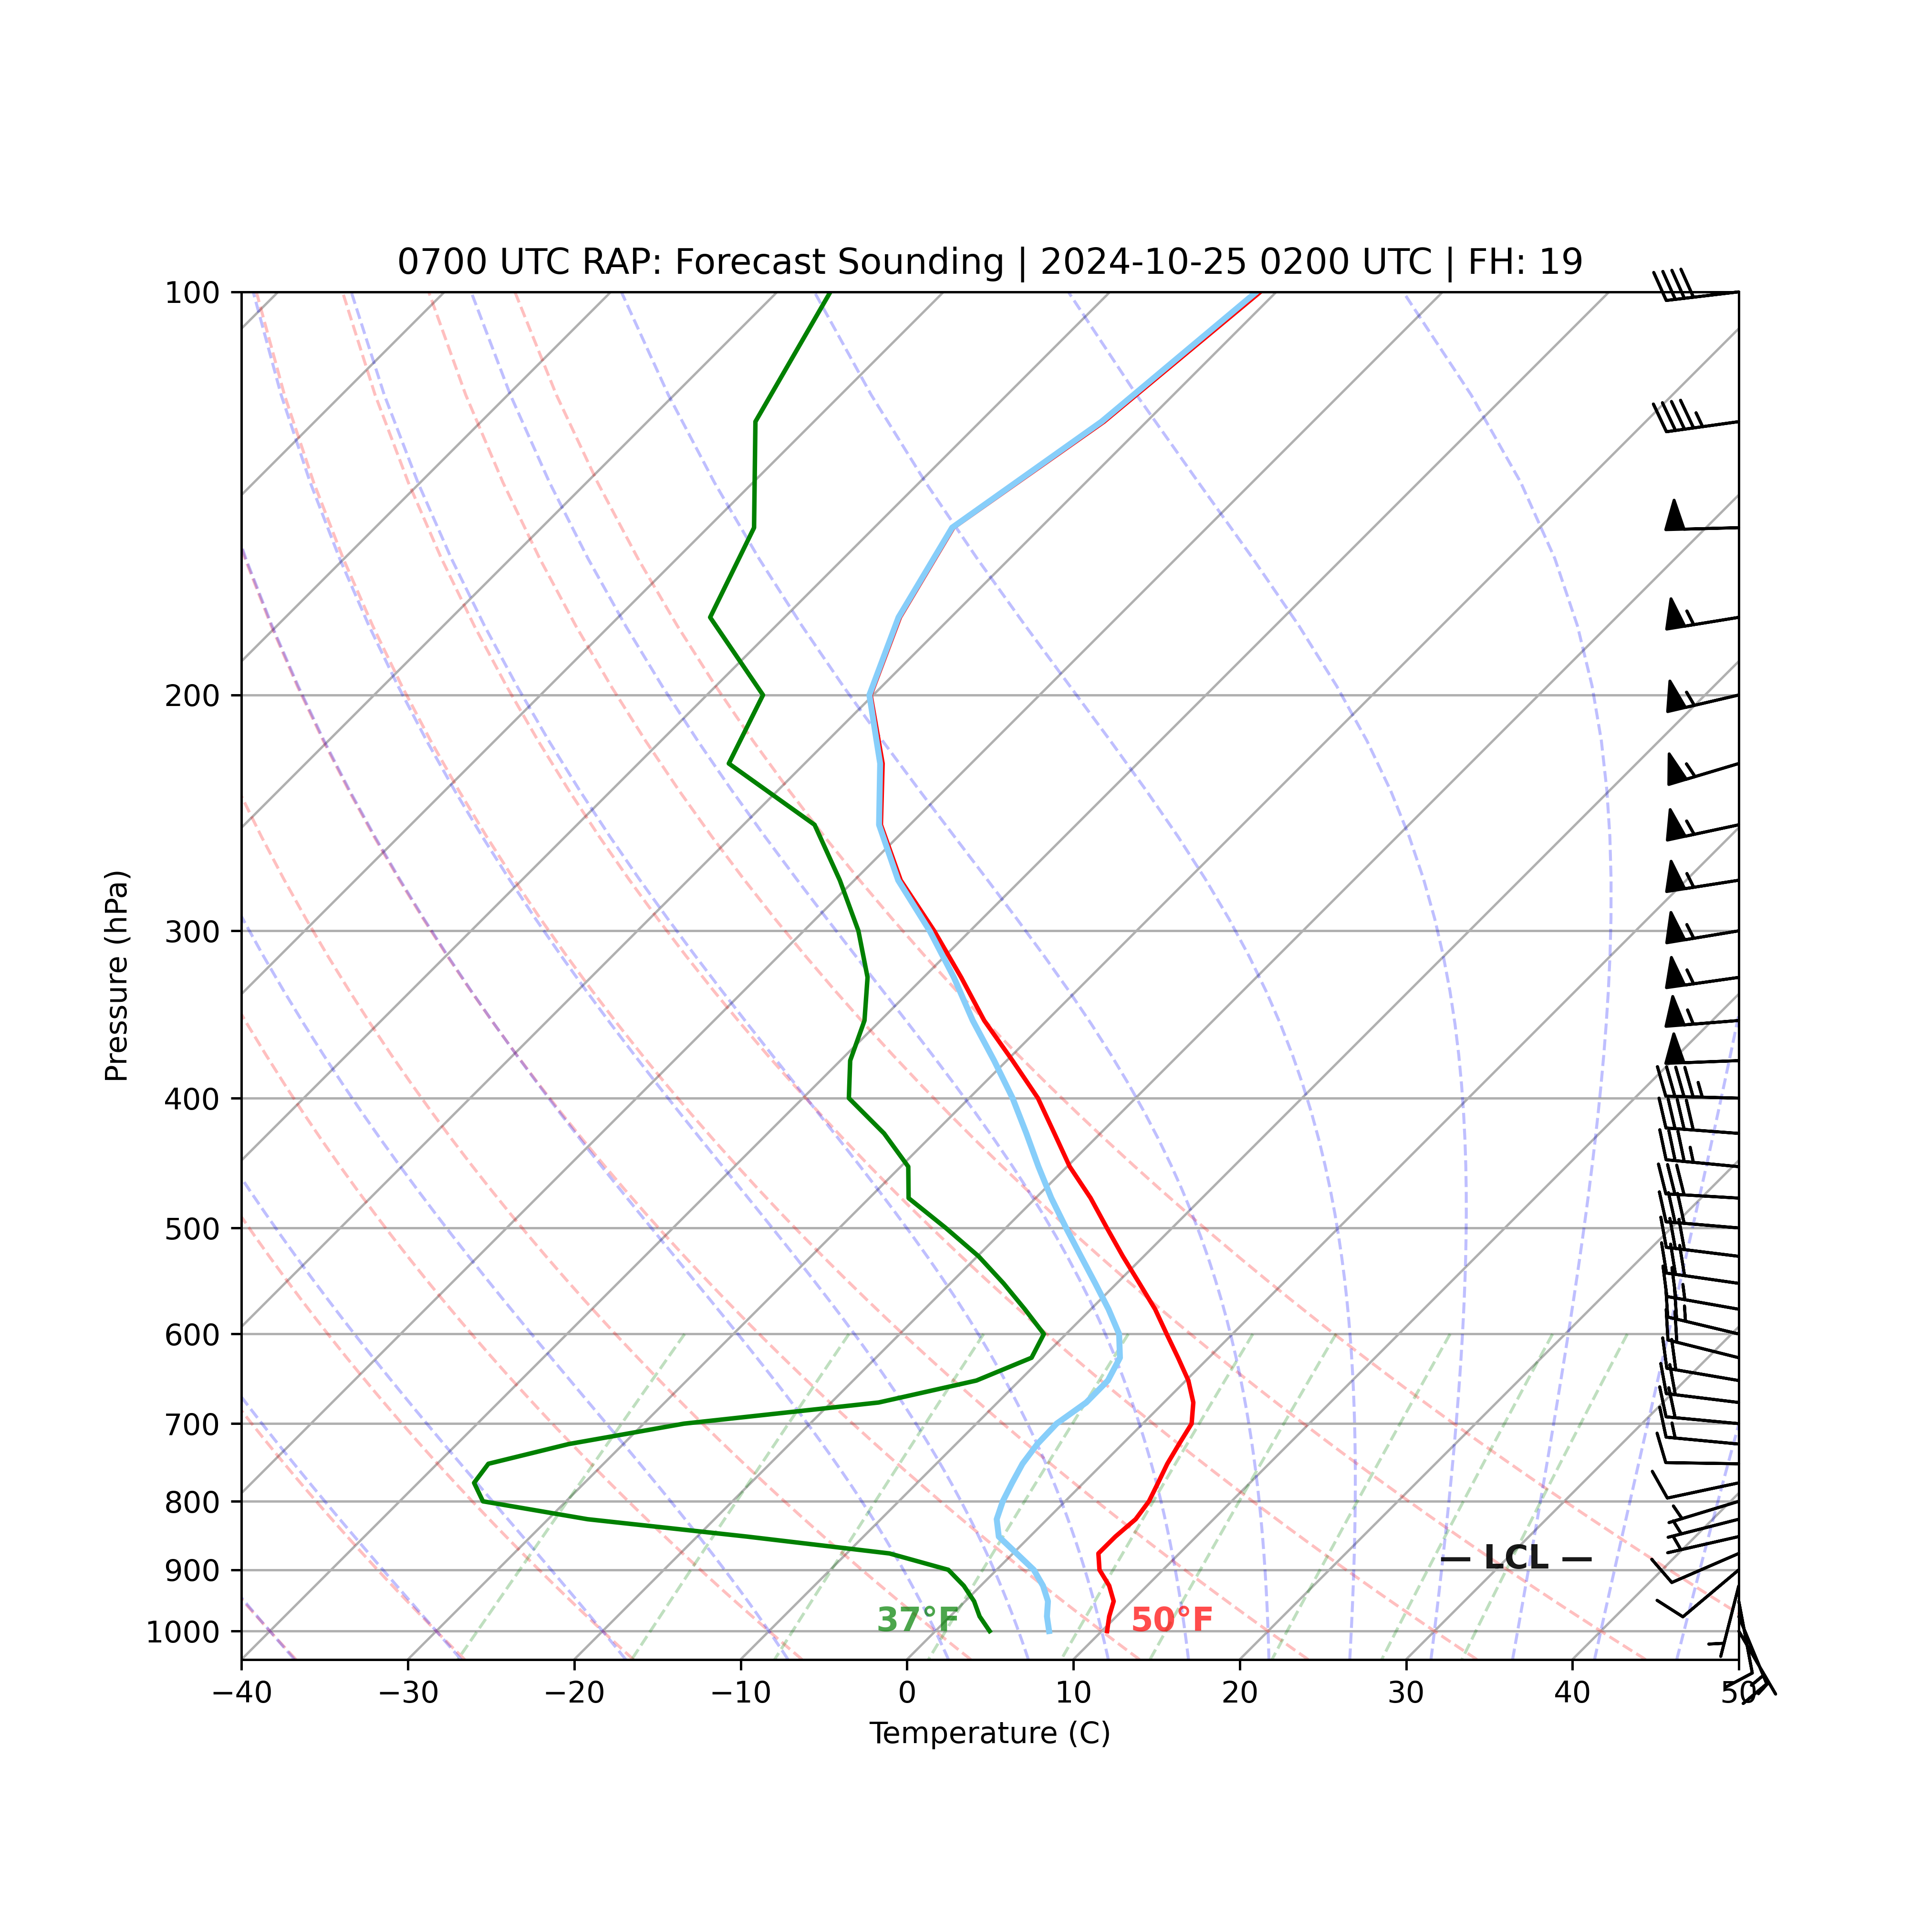 0700 UTC RAP: Forecast Sounding | 2024-10-25 0200 UTC | FH: 19
100
200
300
400
500
600
700
800
900
1000
Pressure (hPa)
— LCL —
37°F
50°F
−40 −30 −20 −10 0 10 20 30 40 50
Temperature (C)